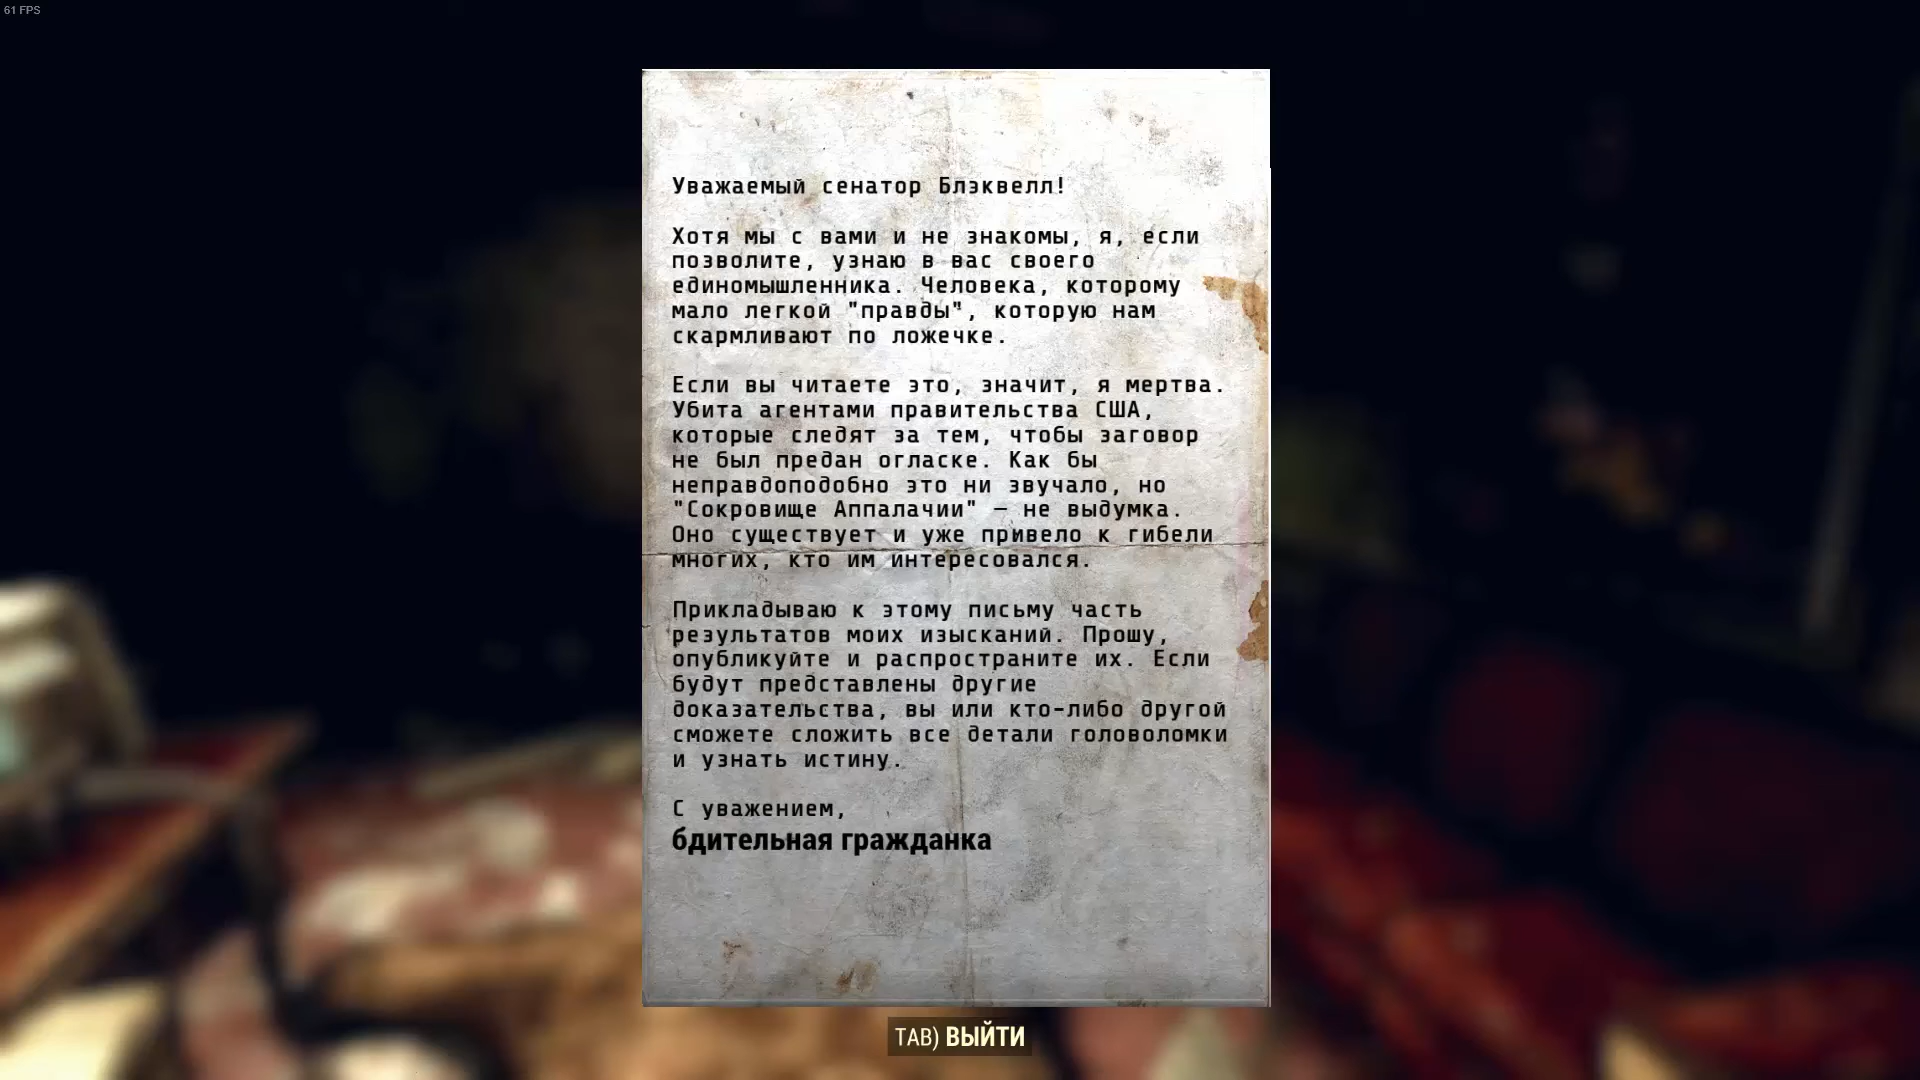 61 FPS
Уважаемый сенатор Блэквелл!
Хотя мы с вами и не знакомы, я, если
позволите, узнаю в вас своего
единомышленника. Человека, которому
мало легкой "правды", которую нам
скармливают по ложечке.
Если вы читаете это, значит, я мертва.
Убита агентами правительства США,
которые следят за тем, чтобы заговор
не был предан огласке. Как бы
неправдоподобно это ни звучало, но
"Сокровище Аппалачии" — не выдумка.
Оно существует и уже привело к гибели
многих, кто им интересовался.
Прикладываю к этому письму часть
результатов моих изысканий. Прошу,
опубликуйте и распространите их. Если
будут представлены другие
доказательства, вы или кто-либо другой
сможете сложить все детали головоломки
и узнать истину.
С уважением,
бдительная гражданка
TAB) ВЫЙТИ